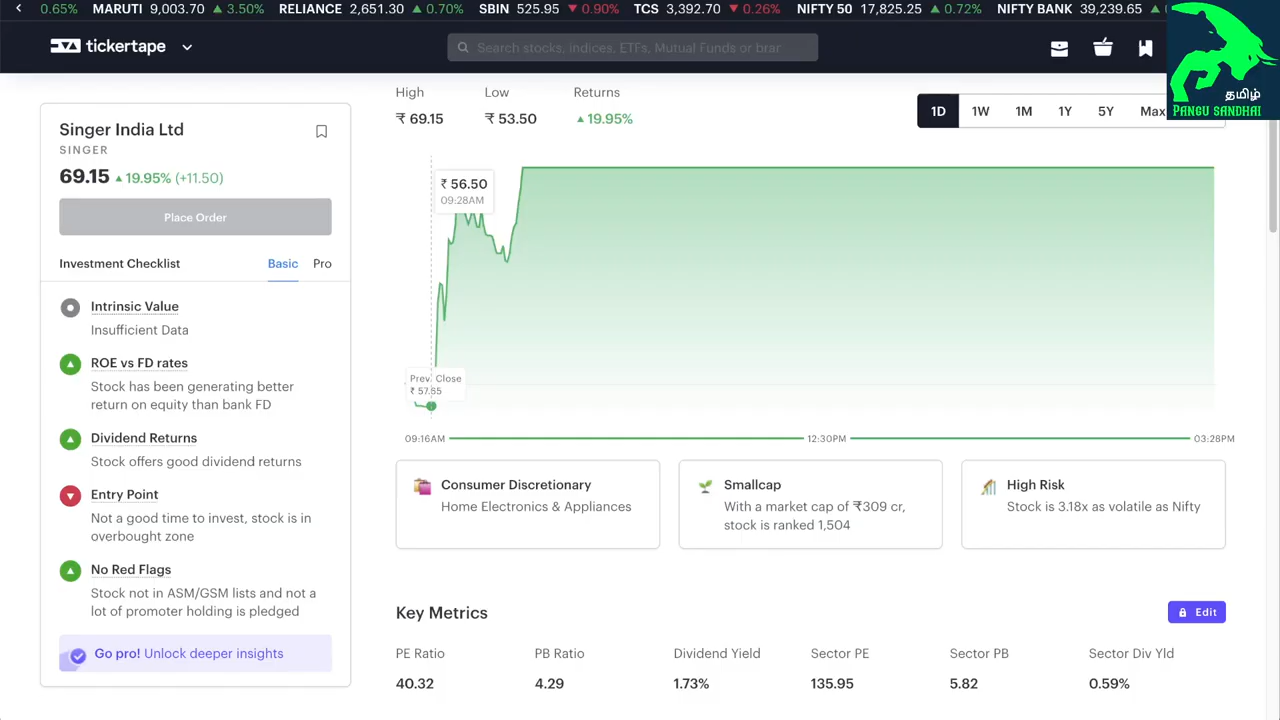 0.65% MARUTI 9,003.70 ▲ 3.50% RELIANCE 2,651.30 ▲ 0.70% SBIN 525.95 ▼ 0.90% TCS 3,392.70 ▼ 0.26% NIFTY 50 17,825.25 ▲ 0.72% NIFTY BANK 39,239.65 ▲
tickertape
Search stocks, indices, ETFs, Mutual Funds or brar
தமிழ்
PANGU SANDHAI
Singer India Ltd
SINGER
69.15 ▲ 19.95% (+11.50)
Place Order
Investment Checklist Basic Pro
Intrinsic Value
Insufficient Data
ROE vs FD rates
Stock has been generating better
return on equity than bank FD
Dividend Returns
Stock offers good dividend returns
Entry Point
Not a good time to invest, stock is in
overbought zone
No Red Flags
Stock not in ASM/GSM lists and not a
lot of promoter holding is pledged
Go pro! Unlock deeper insights
High Low Returns
₹ 69.15 ₹ 53.50 ▲ 19.95%
1D 1W 1M 1Y 5Y Max
₹ 56.50
09:28AM
Prev. Close
₹ 57.65
09:16AM 12:30PM 03:28PM
Consumer Discretionary
Home Electronics & Appliances
Smallcap
With a market cap of ₹309 cr,
stock is ranked 1,504
High Risk
Stock is 3.18x as volatile as Nifty
Key Metrics
Edit
PE Ratio PB Ratio Dividend Yield Sector PE Sector PB Sector Div Yld
40.32 4.29 1.73% 135.95 5.82 0.59%